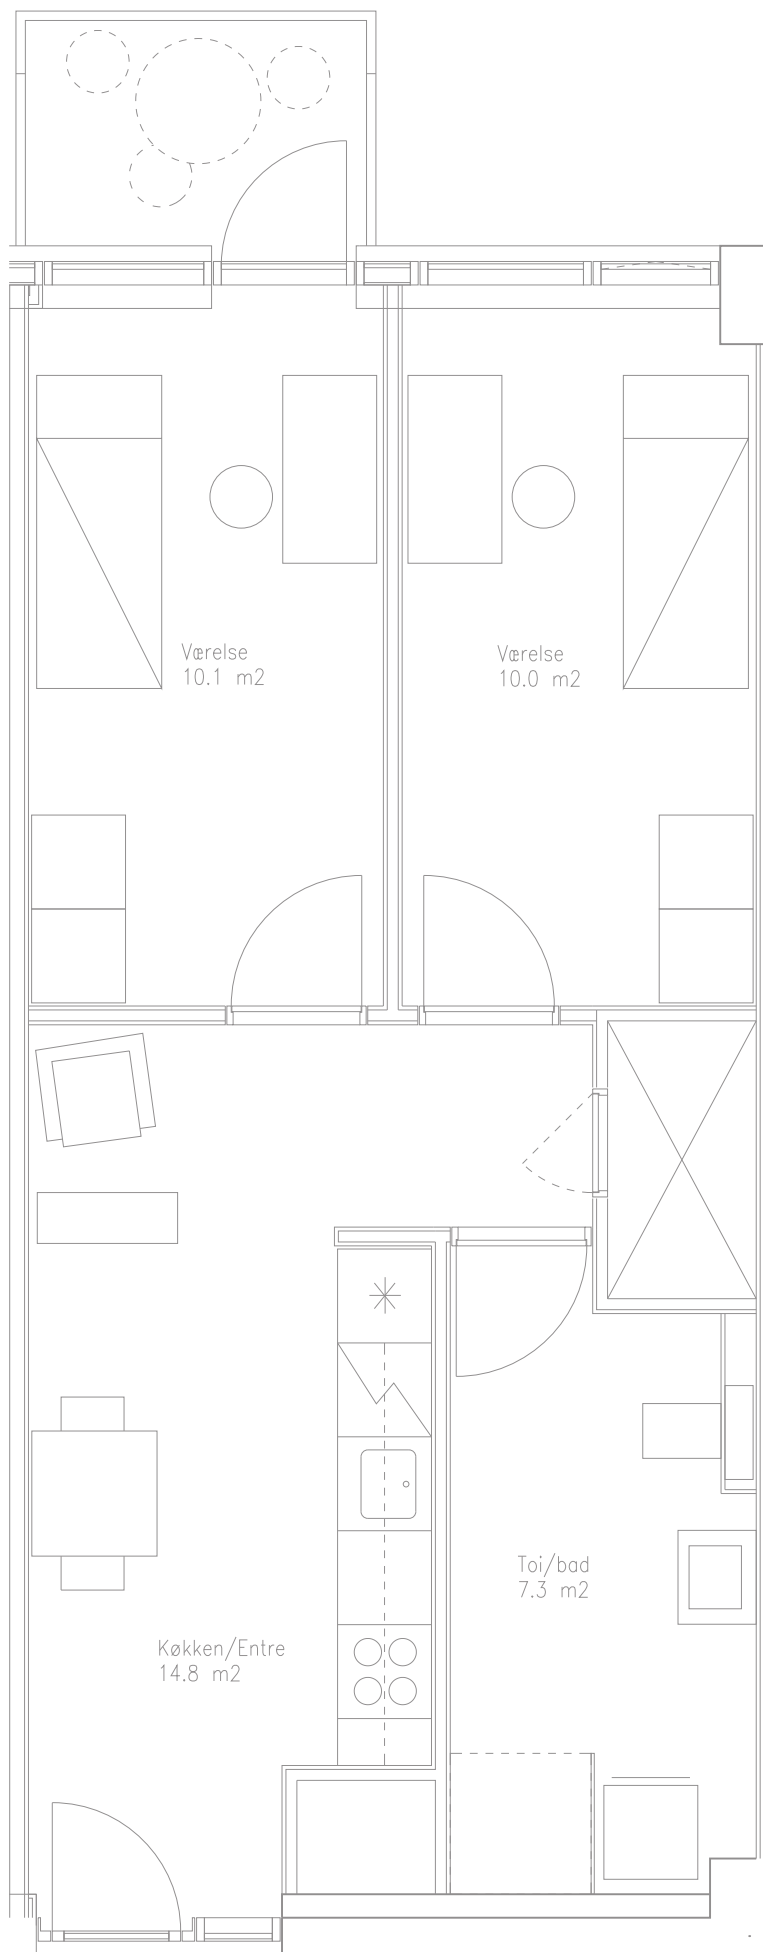 Værelse
10.1 m2
Værelse
10.0 m2
Toi/bad
7.3 m2
Køkken/Entre
14.8 m2